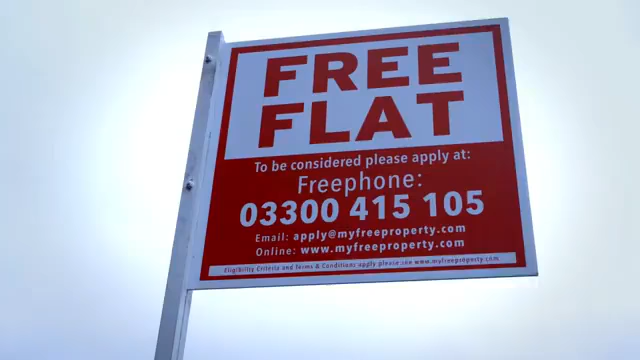 FREE
FLAT
To be considered please apply at:
Freephone:
03300 415 105
Email: apply@myfreeproperty.com
Online: www.myfreeproperty.com
Eligibility Criteria and Terms & Conditions apply please see www.myfreeproperty.com